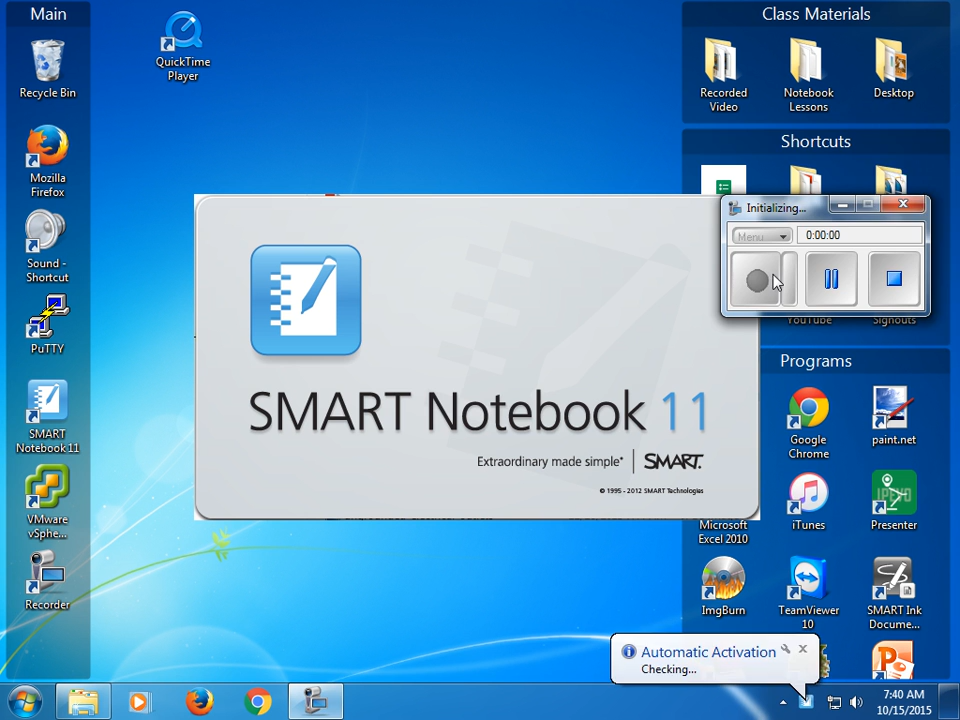 Main
Recycle Bin
Mozilla
Firefox
Sound -
Shortcut
PuTTY
SMART
Notebook 11
VMware
vSphe...
Recorder
QuickTime
Player
SMART Notebook 11
Extraordinary made simple*
SMART.
© 1995 - 2012 SMART Technologies
Class Materials
Recorded
Video
Notebook
Lessons
Desktop
Shortcuts
Initializing...
Menu
0:00:00
YouTube
Signouts
Programs
Google
Chrome
paint.net
Microsoft
Excel 2010
iTunes
IPEVO
Presenter
ImgBurn
TeamViewer
10
SMART Ink
Docume...
Automatic Activation
Checking...
7:40 AM
10/15/2015